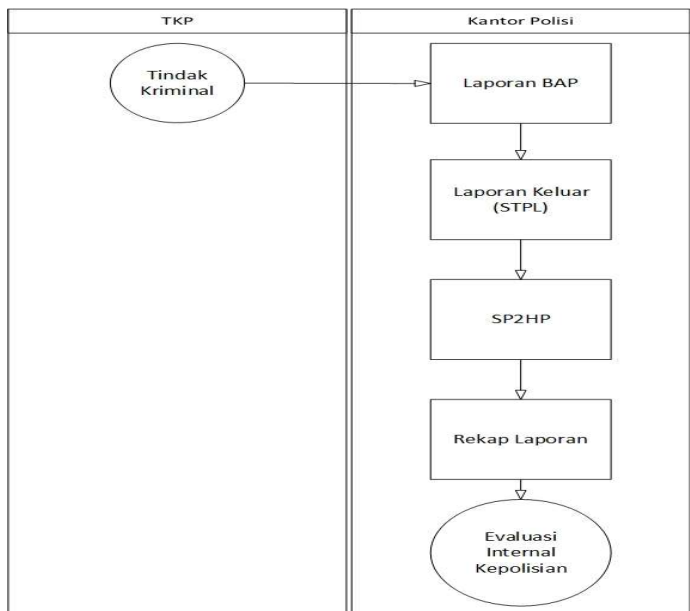 TKP
Kantor Polisi
Tindak
Kriminal
Laporan BAP
Laporan Keluar
(STPL)
SP2HP
Rekap Laporan
Evaluasi
Internal
Kepolisian